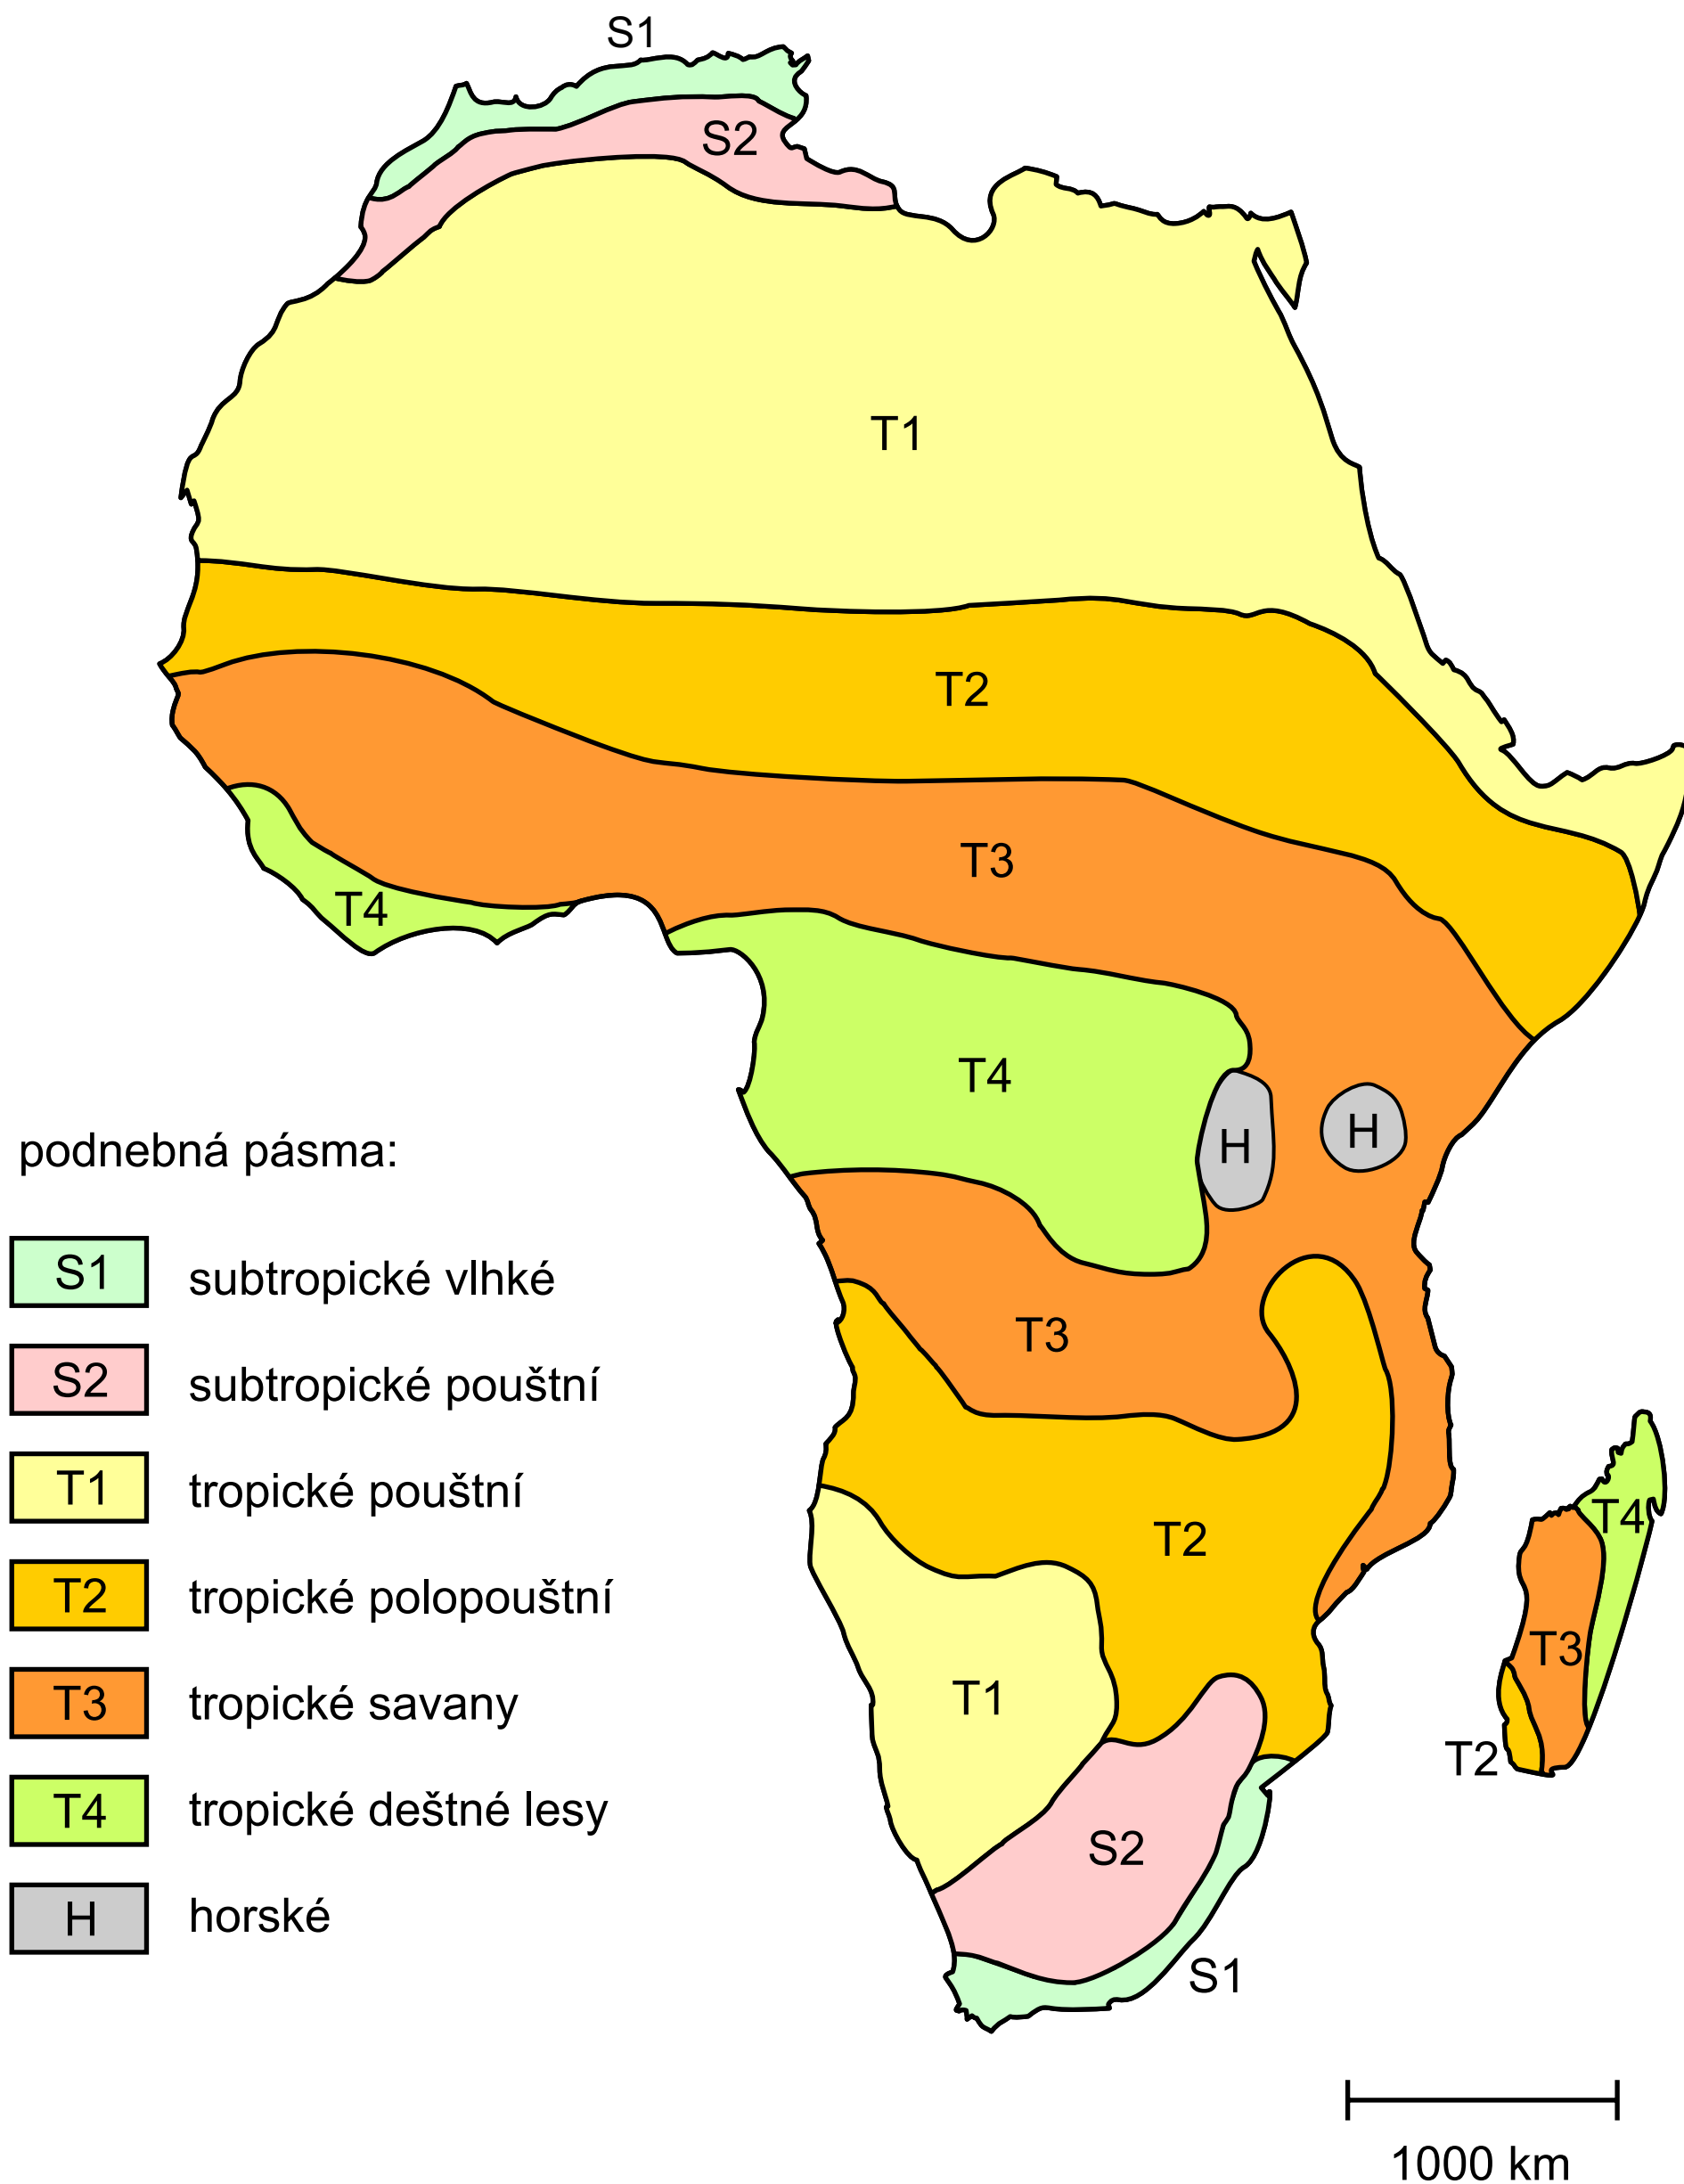 S1
S2
T1
T2
T3
T4
T4
H
H
podnebná pásma:
S1 subtropické vlhké
T3
S2 subtropické pouštní
T1 tropické pouštní
T4
T2
T2 tropické polopouštní
T3
T1
T3 tropické savany
T2
T4 tropické deštné lesy
S2
H horské
S1
1000 km